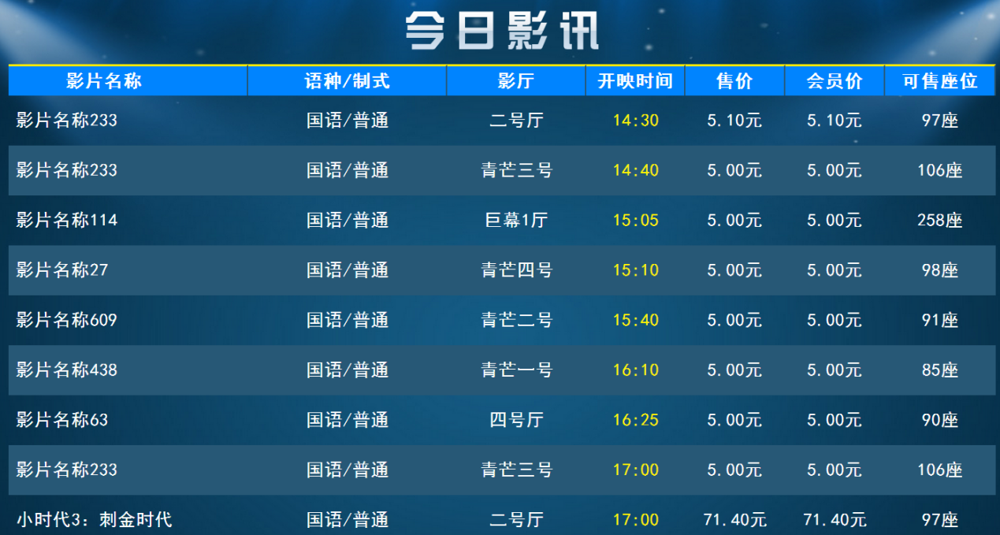 今日影讯
影片名称 语种/制式 影厅 开映时间 售价 会员价 可售座位
影片名称233 国语/普通 二号厅 14:30 5.10元 5.10元 97座
影片名称233 国语/普通 青芒三号 14:40 5.00元 5.00元 106座
影片名称114 国语/普通 巨幕1厅 15:05 5.00元 5.00元 258座
影片名称27 国语/普通 青芒四号 15:10 5.00元 5.00元 98座
影片名称609 国语/普通 青芒二号 15:40 5.00元 5.00元 91座
影片名称438 国语/普通 青芒一号 16:10 5.00元 5.00元 85座
影片名称63 国语/普通 四号厅 16:25 5.00元 5.00元 90座
影片名称233 国语/普通 青芒三号 17:00 5.00元 5.00元 106座
小时代3: 刺金时代 国语/普通 二号厅 17:00 71.40元 71.40元 97座